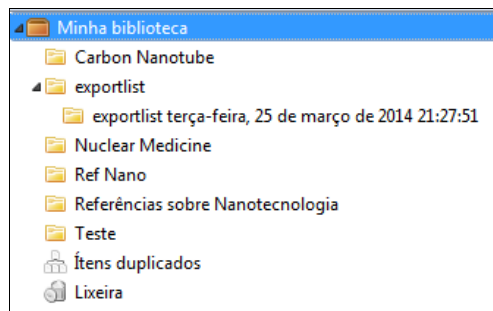 Minha biblioteca
Carbon Nanotube
exportlist
exportlist terça-feira, 25 de março de 2014 21:27:51
Nuclear Medicine
Ref Nano
Referências sobre Nanotecnologia
Teste
Ítens duplicados
Lixeira